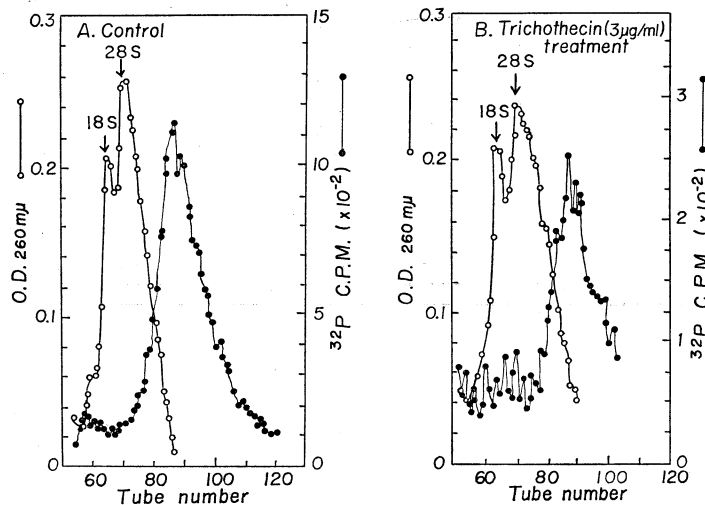 A. Control
28S
18S
O.D. 260 mμ
0.3
0.2
0.1
0
15
10
5
0
32P C.P.M. (×10-2)
60 80 100 120
Tube number
B. Trichothecin (3μg/ml)
treatment
28S
18S
O.D. 260 mμ
0.3
0.2
0.1
0
3
2
1
0
32P C.P.M. (×10-2)
60 80 100 120
Tube number